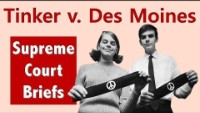 Tinker v. Des Moines
Supreme
Court
Briefs